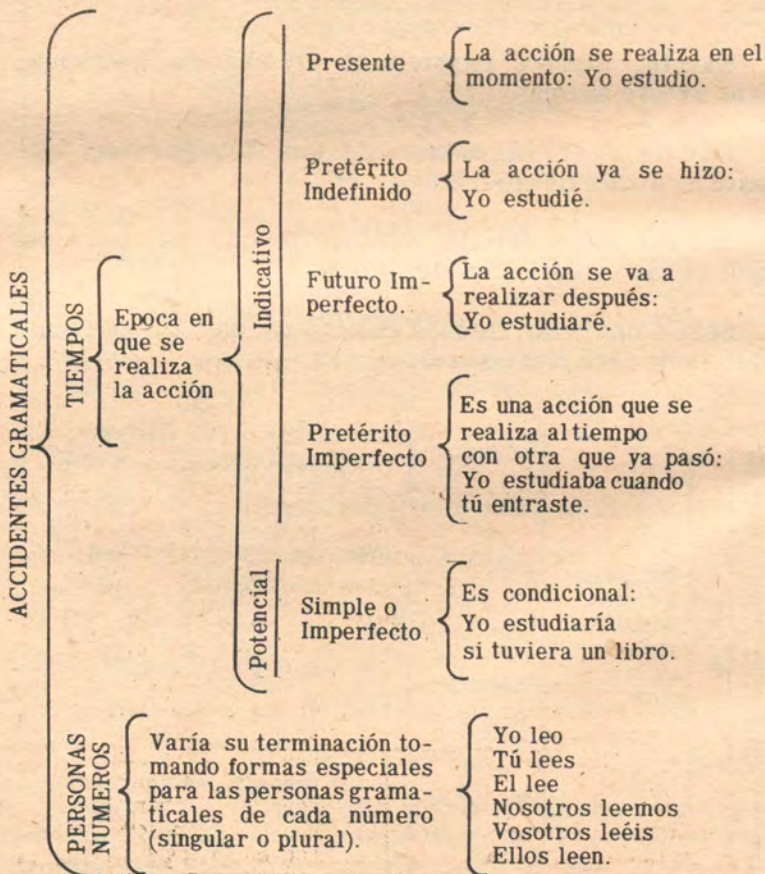 ACCIDENTES GRAMATICALES
TIEMPOS
Epoca en
que se
realiza
la acción
Indicativo
Presente
La acción se realiza en el
momento: Yo estudio.
Pretérito
Indefinido
La acción ya se hizo:
Yo estudié.
Futuro Im-
perfecto.
La acción se va a
realizar después:
Yo estudiaré.
Pretérito
Imperfecto
Es una acción que se
realiza al tiempo
con otra que ya pasó:
Yo estudiaba cuando
tú entraste.
Potencial
Simple o
Imperfecto
Es condicional:
Yo estudiaría
si tuviera un libro.
PERSONAS
NUMEROS
Varía su terminación to-
mando formas especiales
para las personas grama-
ticales de cada número
(singular o plural).
Yo leo
Tú lees
El lee
Nosotros leemos
Vosotros leéis
Ellos leen.